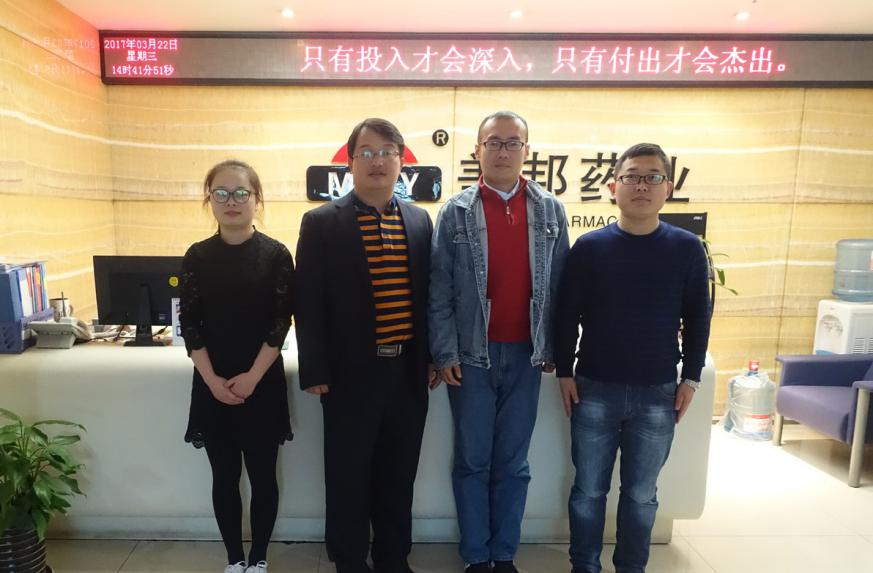 2017年03月22日
星期三
14时41分51秒
只有投入才会深入，只有付出才会杰出。
®
美邦药业